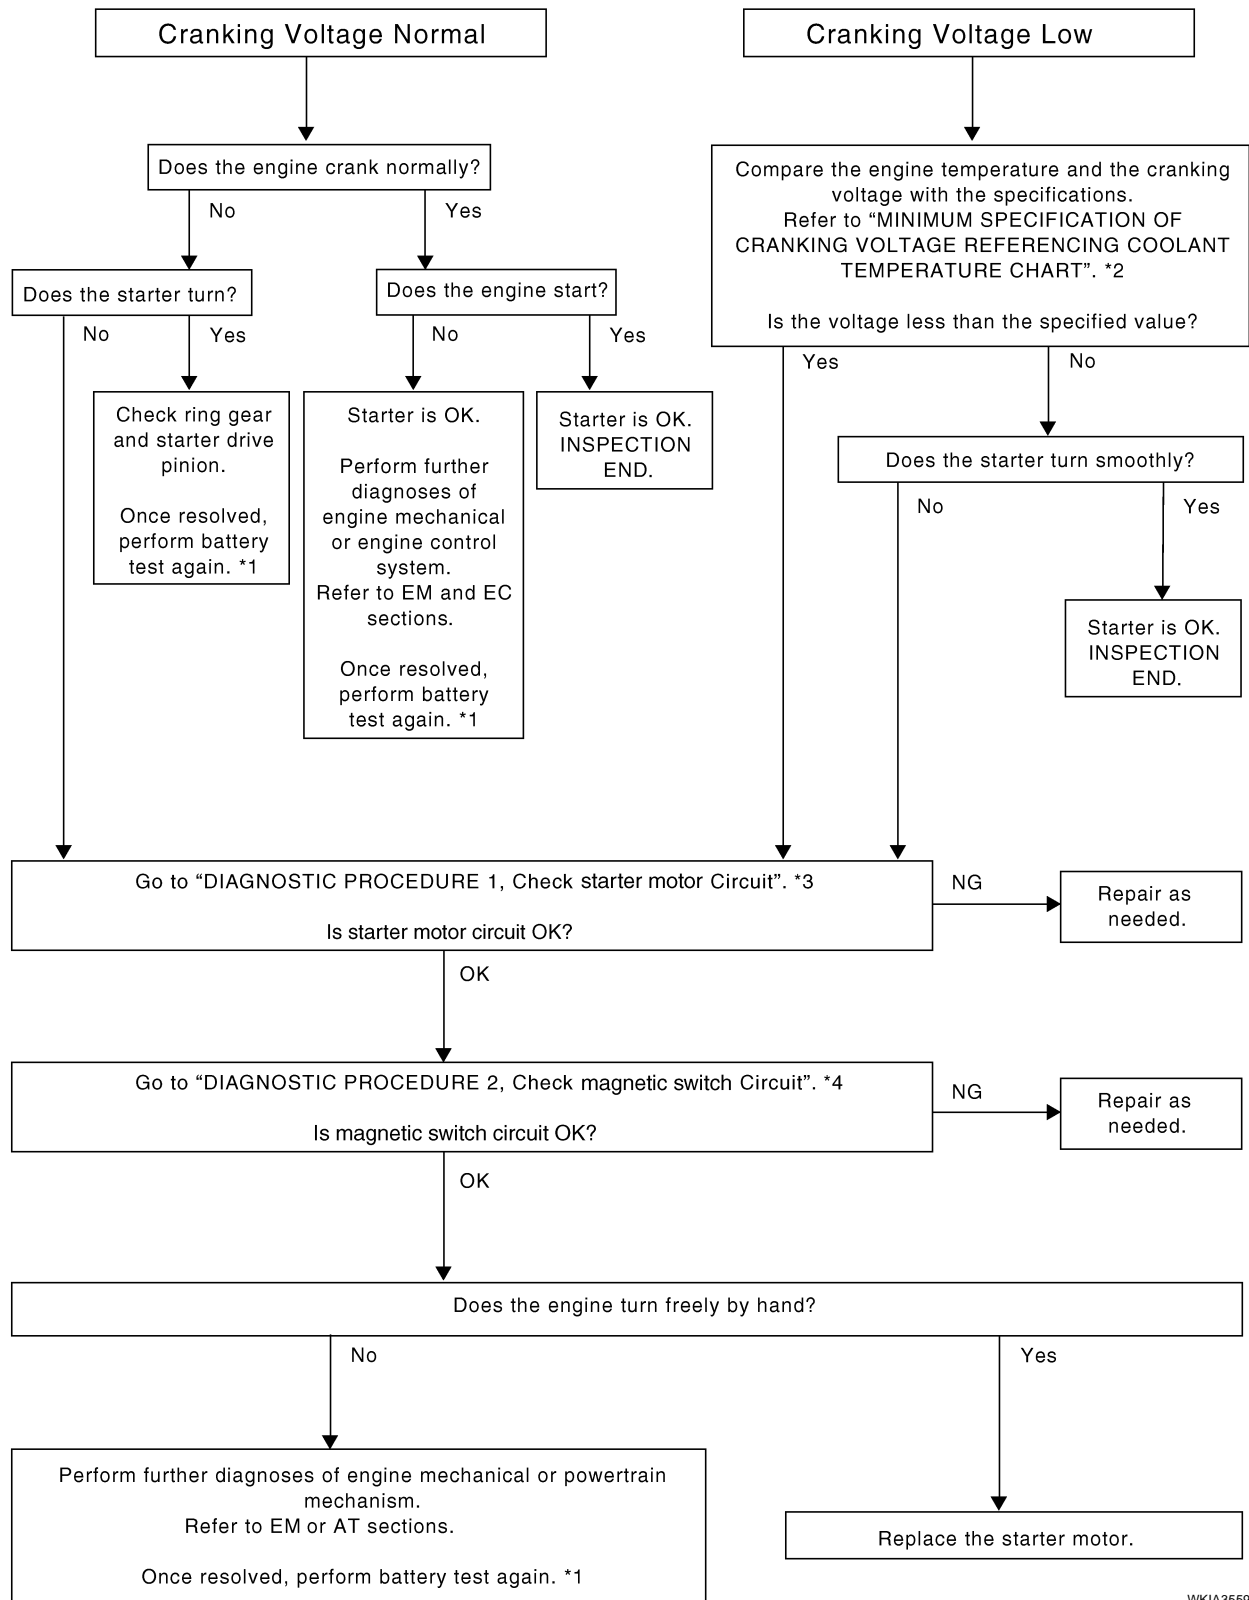 Cranking Voltage Normal
Does the engine crank normally?
No
Yes
Does the starter turn?
Does the engine start?
No
Yes
No
Yes
Check ring gear
and starter drive
pinion.
Once resolved,
perform battery
test again. *1
Starter is OK.
Perform further
diagnoses of
engine mechanical
or engine control
system.
Refer to EM and EC
sections.
Once resolved,
perform battery
test again. *1
Starter is OK.
INSPECTION
END.
Cranking Voltage Low
Compare the engine temperature and the cranking
voltage with the specifications.
Refer to “MINIMUM SPECIFICATION OF
CRANKING VOLTAGE REFERENCING COOLANT
TEMPERATURE CHART”. *2
Is the voltage less than the specified value?
Yes
No
Does the starter turn smoothly?
No
Yes
Starter is OK.
INSPECTION
END.
Go to “DIAGNOSTIC PROCEDURE 1, Check starter motor Circuit”. *3
Is starter motor circuit OK?
NG
Repair as
needed.
OK
Go to “DIAGNOSTIC PROCEDURE 2, Check magnetic switch Circuit”. *4
Is magnetic switch circuit OK?
NG
Repair as
needed.
OK
Does the engine turn freely by hand?
No
Yes
Perform further diagnoses of engine mechanical or powertrain
mechanism.
Refer to EM or AT sections.
Once resolved, perform battery test again. *1
Replace the starter motor.